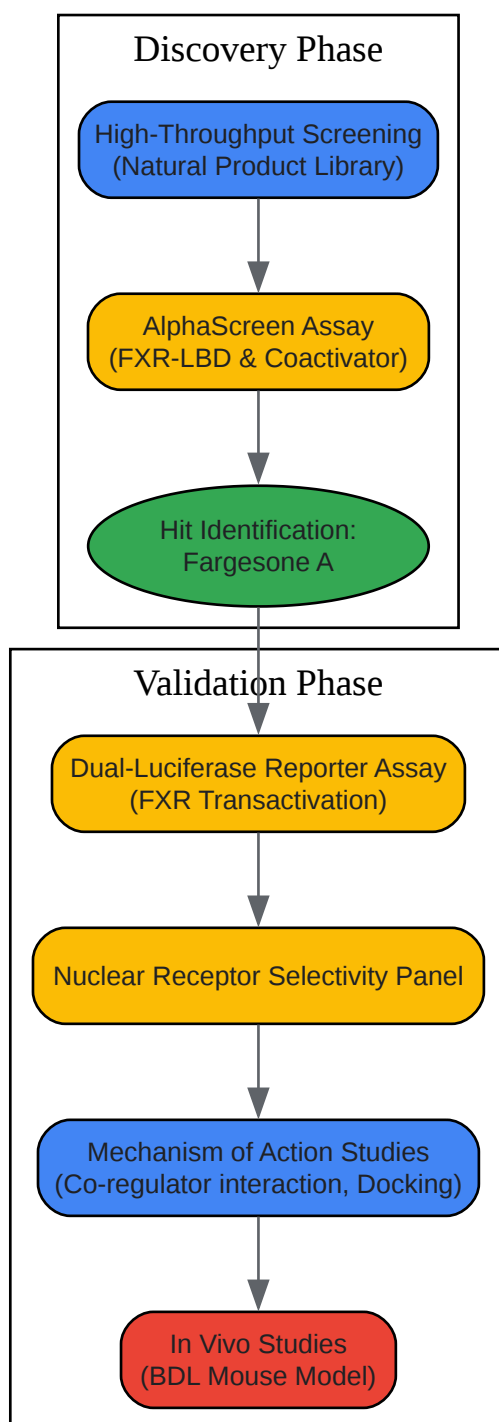 Discovery Phase
High-Throughput Screening
(Natural Product Library)
AlphaScreen Assay
(FXR-LBD & Coactivator)
Hit Identification:
Fargesone A
Validation Phase
Dual-Luciferase Reporter Assay
(FXR Transactivation)
Nuclear Receptor Selectivity Panel
Mechanism of Action Studies
(Co-regulator interaction, Docking)
In Vivo Studies
(BDL Mouse Model)